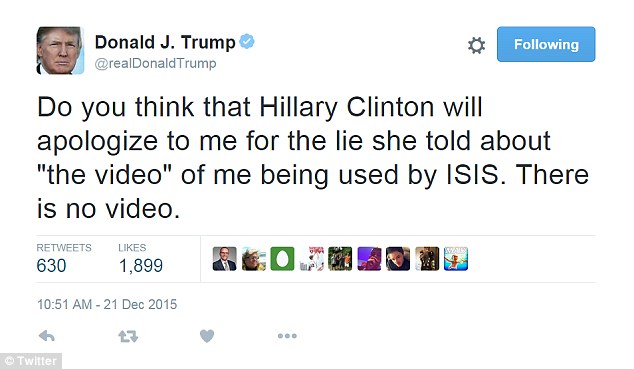 Donald J. Trump
@realDonaldTrump
Following
Do you think that Hillary Clinton will
apologize to me for the lie she told about
"the video" of me being used by ISIS. There
is no video.
RETWEETS LIKES
630 1,899
10:51 AM - 21 Dec 2015
© Twitter